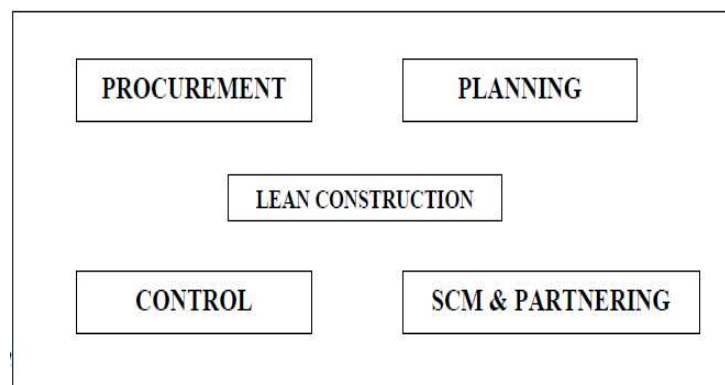 PROCUREMENT
PLANNING
LEAN CONSTRUCTION
CONTROL
SCM & PARTNERING